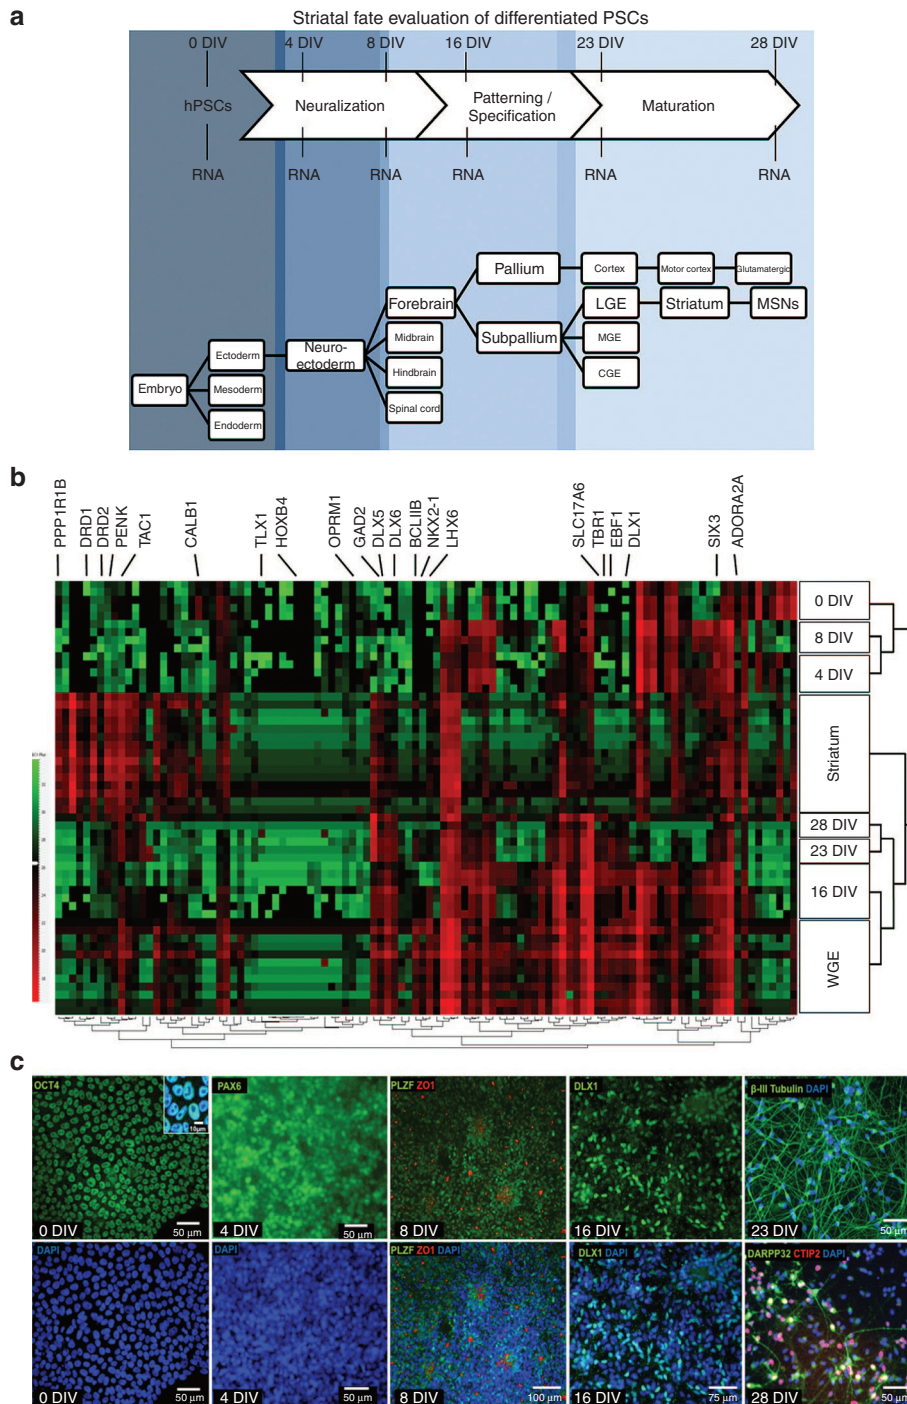 a
Striatal fate evaluation of differentiated PSCs
0 DIV 4 DIV 8 DIV 16 DIV 23 DIV 28 DIV
hPSCs Neuralization Patterning / Specification Maturation
RNA RNA RNA RNA RNA RNA
Pallium Cortex Motor cortex Glutamatergic
Forebrain LGE Striatum MSNs
Midbrain Subpallium MGE
Ectoderm Neuro-ectoderm
Hindbrain CGE
Embryo Mesoderm
Spinal cord
Endoderm
b
PPP1R1B DRD1 DRD2 PENK TAC1 CALB1 TLX1 HOXB4 OPRM1 GAD2 DLX5 DLX6 BCLIIB NKX2-1 LHX6 SLC17A6 TBR1 EBF1 DLX1 SIX3 ADORA2A
0 DIV
8 DIV
4 DIV
Striatum
28 DIV
23 DIV
16 DIV
WGE
c
OCT4 PAX6 PLZF ZO1 DLX1 β-III Tubulin DAPI
10µm
50 µm 50 µm 50 µm
0 DIV 4 DIV 8 DIV 16 DIV 23 DIV
DAPI DAPI PLZF ZO1 DAPI DLX1 DAPI DARPP32 CTIP2 DAPI
50 µm 50 µm 100 µm 75 µm 50 µm
0 DIV 4 DIV 8 DIV 16 DIV 28 DIV